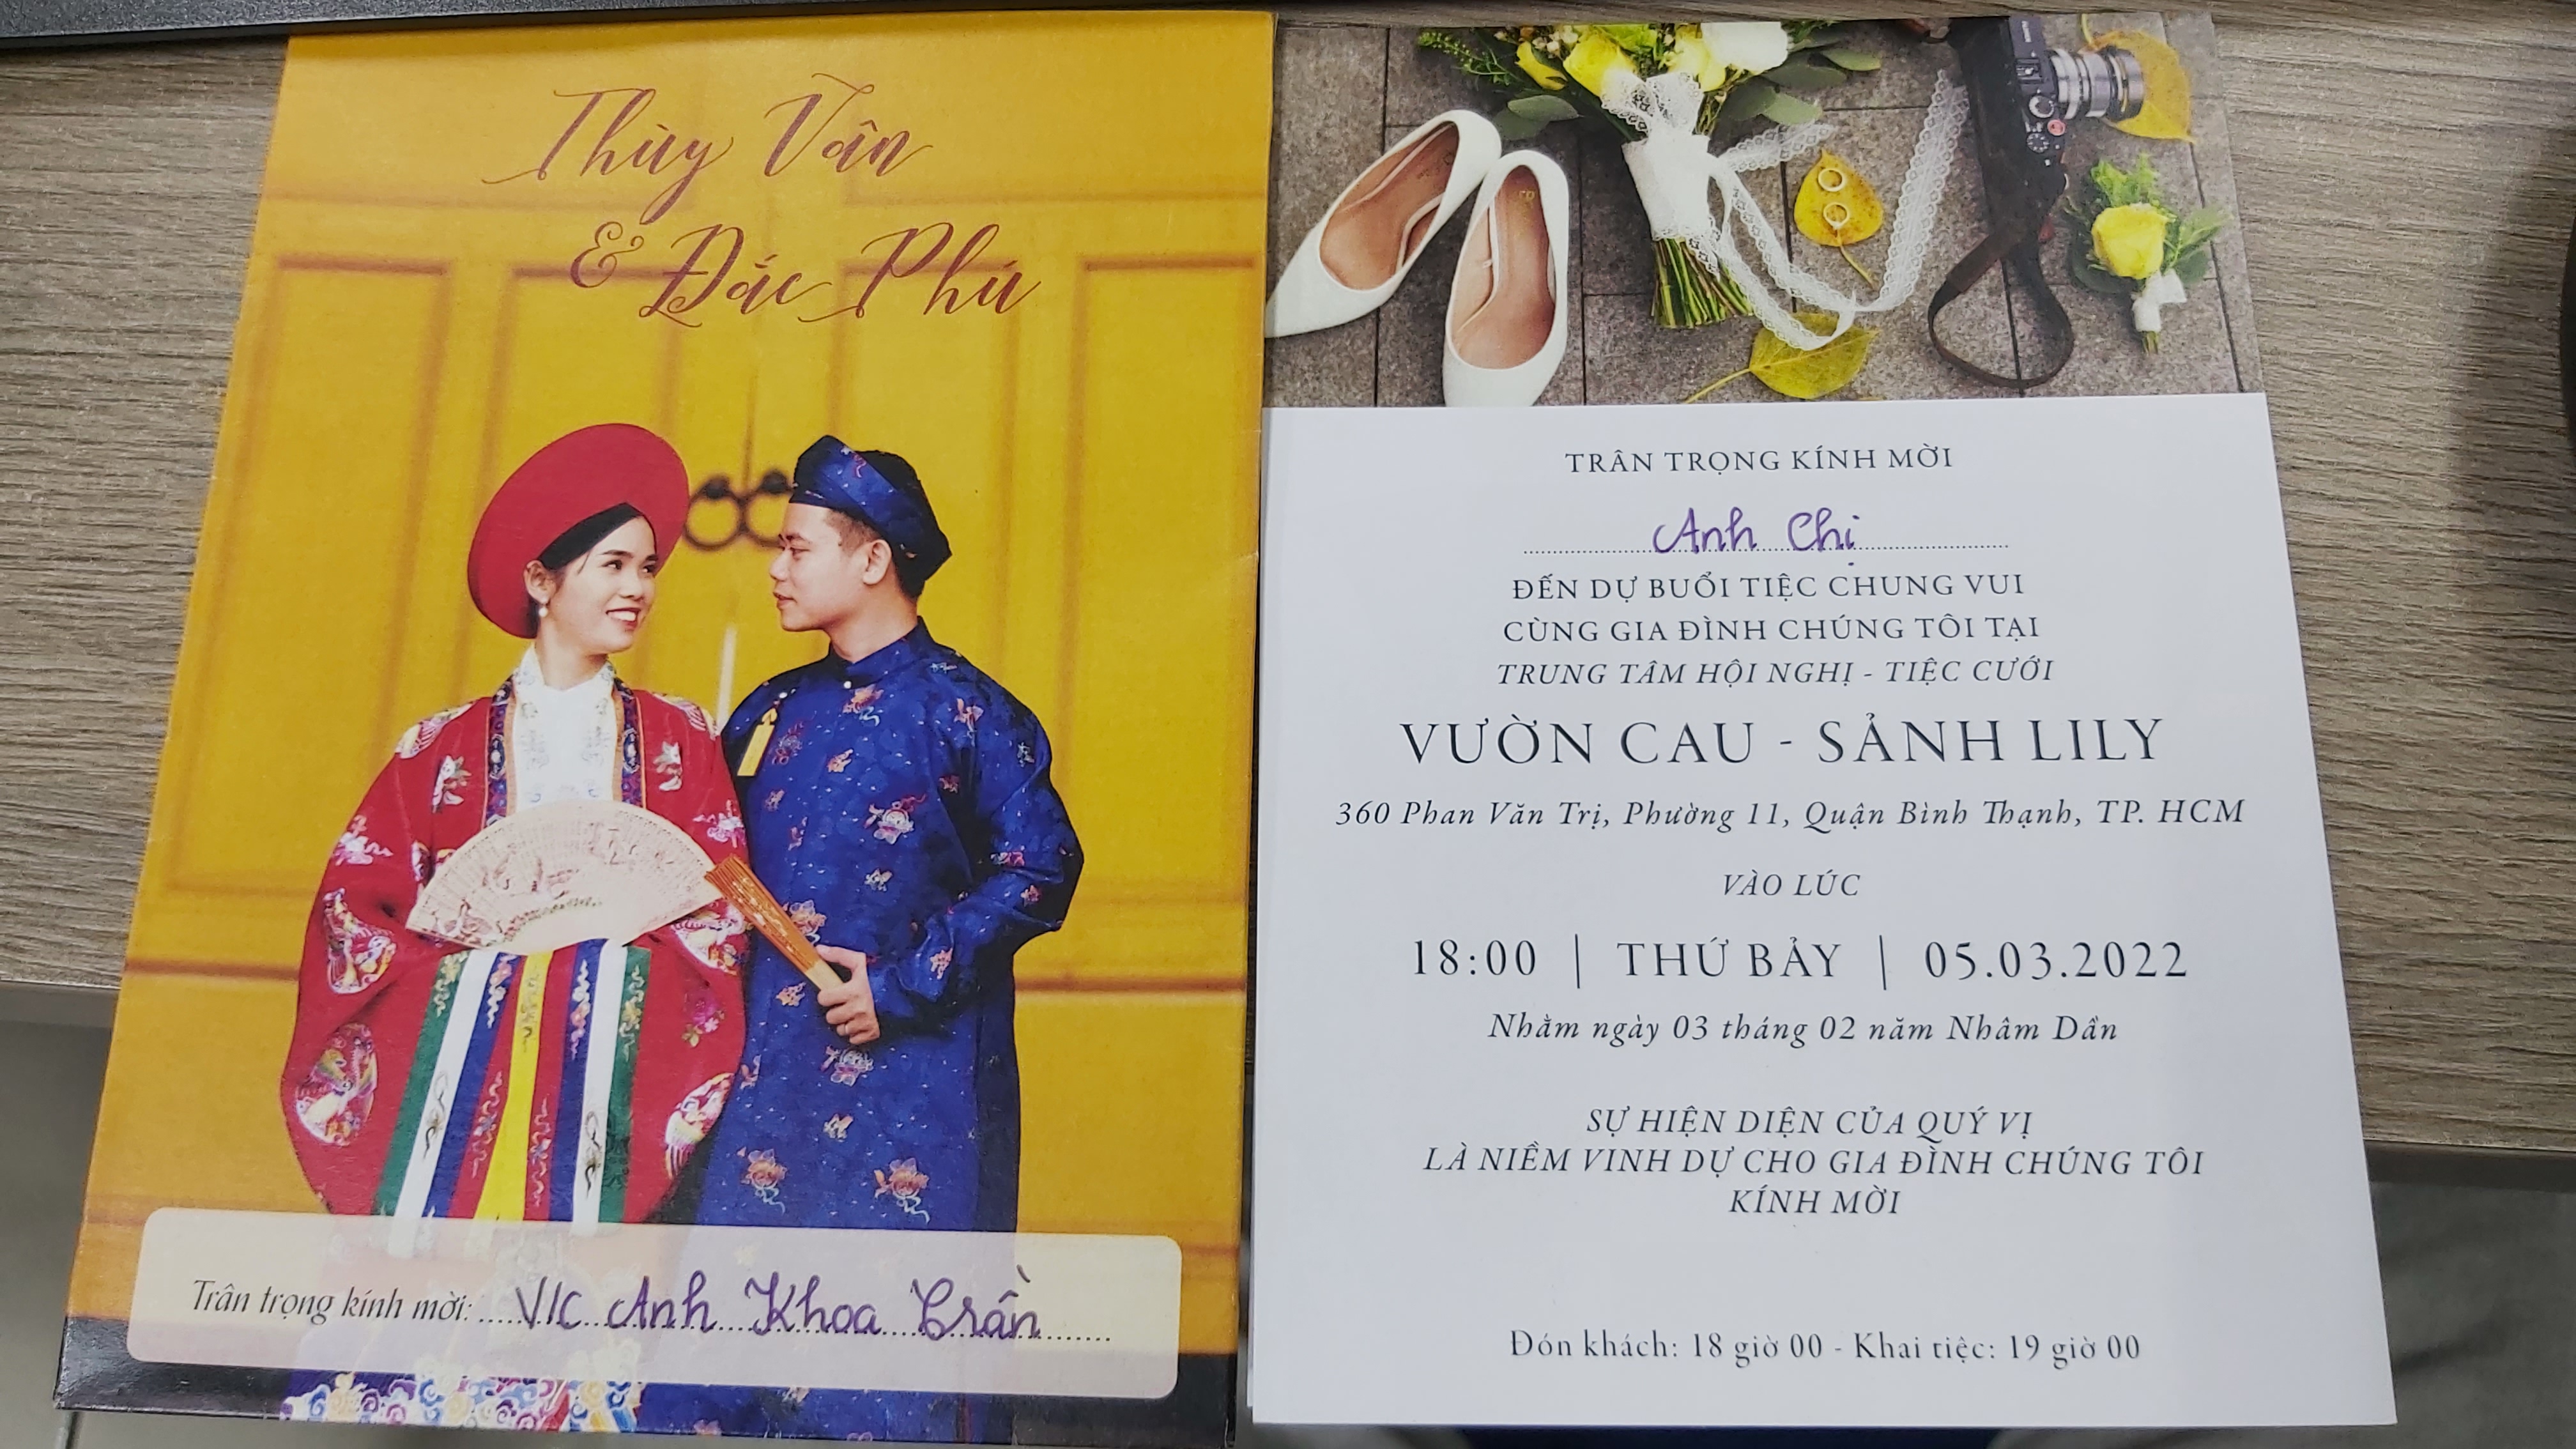 Thùy Vân
& Đắc Phú
Trân trọng kính mời: .....V/c...Anh...Khoa...Trần.......
TRÂN TRỌNG KÍNH MỜI
Anh Chị
ĐẾN DỰ BUỔI TIỆC CHUNG VUI
CÙNG GIA ĐÌNH CHÚNG TÔI TẠI
TRUNG TÂM HỘI NGHỊ - TIỆC CƯỚI
VƯỜN CAU - SẢNH LILY
360 Phan Văn Trị, Phường 11, Quận Bình Thạnh, TP. HCM
VÀO LÚC
18:00 | THỨ BẢY | 05.03.2022
Nhằm ngày 03 tháng 02 năm Nhâm Dần
SỰ HIỆN DIỆN CỦA QUÝ VỊ
LÀ NIỀM VINH DỰ CHO GIA ĐÌNH CHÚNG TÔI
KÍNH MỜI
Đón khách: 18 giờ 00 - Khai tiệc: 19 giờ 00